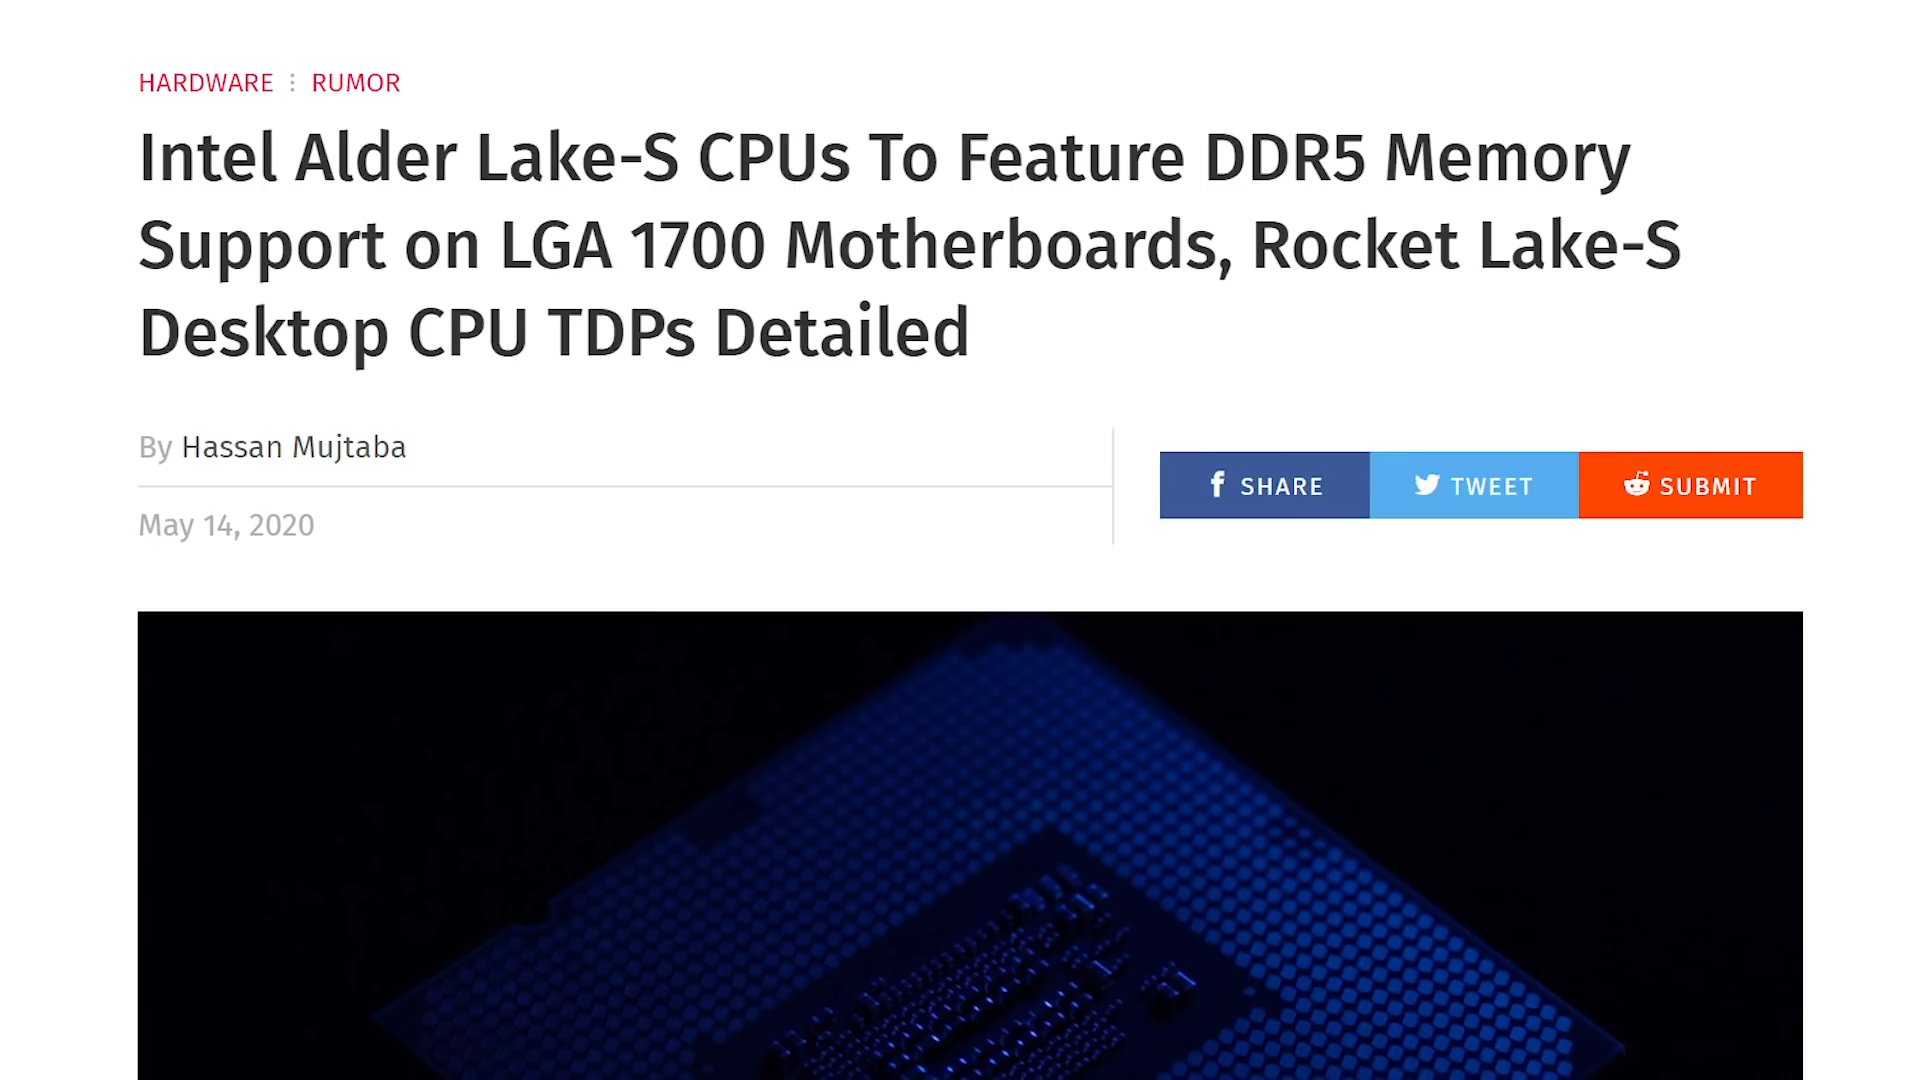 HARDWARE ⋮ RUMOR
Intel Alder Lake-S CPUs To Feature DDR5 Memory
Support on LGA 1700 Motherboards, Rocket Lake-S
Desktop CPU TDPs Detailed
By Hassan Mujtaba
SHARE TWEET SUBMIT
May 14, 2020